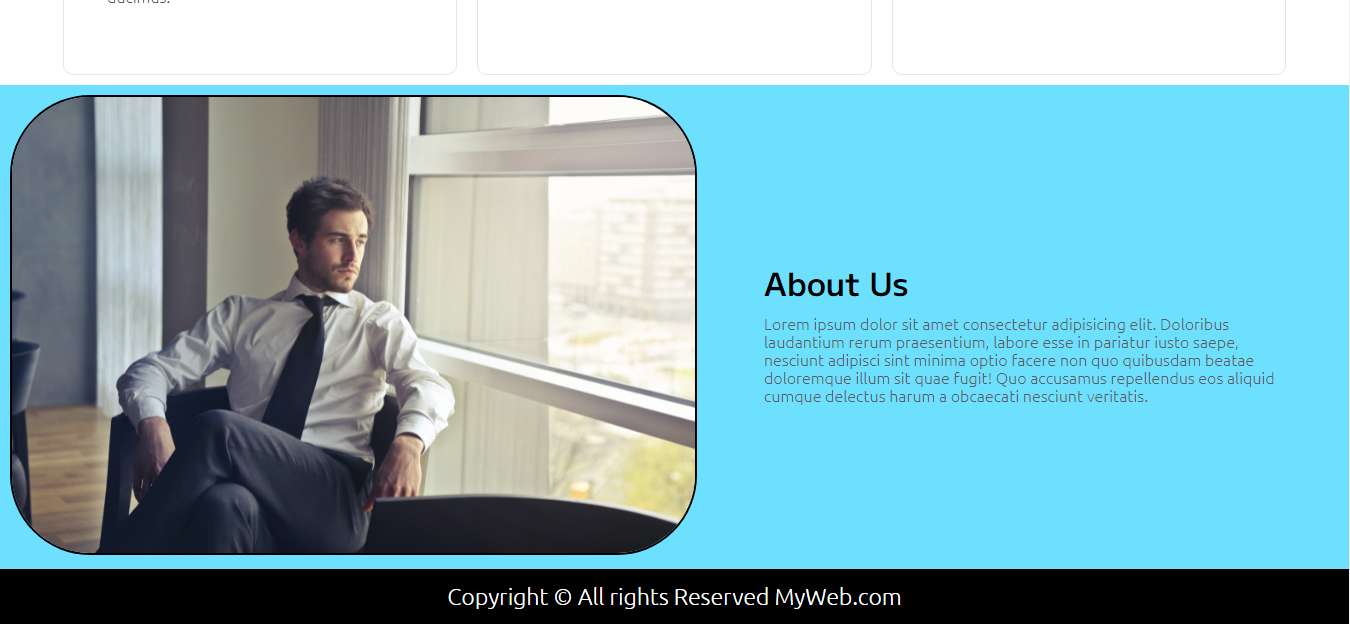 About Us
Lorem ipsum dolor sit amet consectetur adipisicing elit. Doloribus
laudantium rerum praesentium, labore esse in pariatur iusto saepe,
nesciunt adipisci sint minima optio facere non quo quibusdam beatae
doloremque illum sit quae fugit! Quo accusamus repellendus eos aliquid
cumque delectus harum a obcaecati nesciunt veritatis.
Copyright © All rights Reserved MyWeb.com